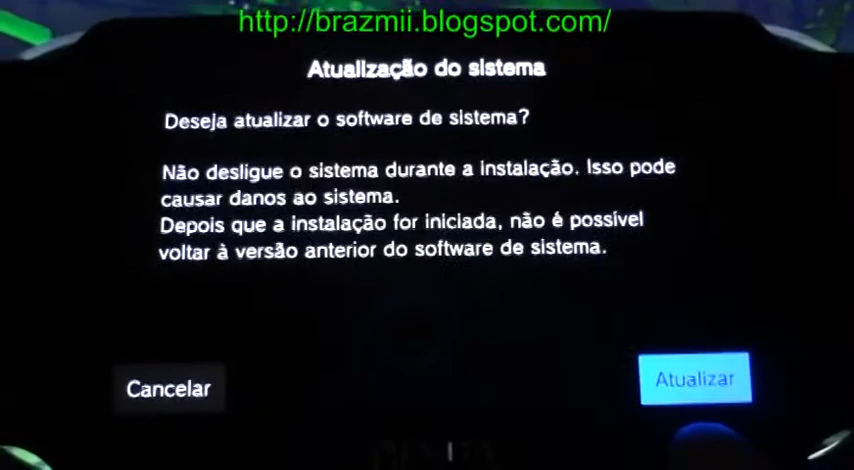 http://brazmii.blogspot.com/
Atualização do sistema
Deseja atualizar o software de sistema?
Não desligue o sistema durante a instalação. Isso pode
causar danos ao sistema.
Depois que a instalação for iniciada, não é possível
voltar à versão anterior do software de sistema.
Cancelar
Atualizar